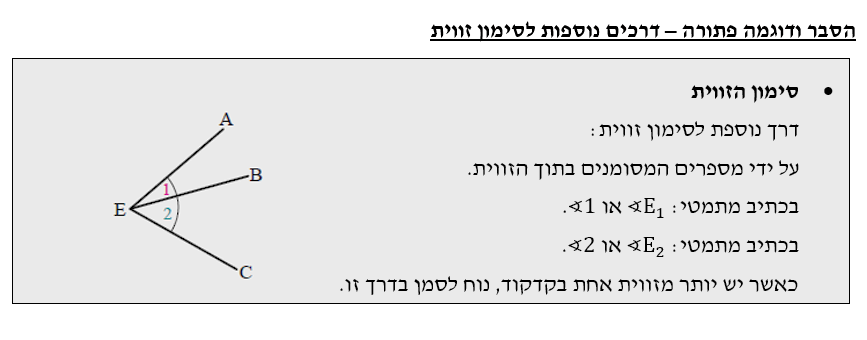 הסבר ודוגמה פתורה – דרכים נוספות לסימון זווית
• סימון הזווית
דרך נוספת לסימון זווית:
על ידי מספרים המסומנים בתוך הזווית.
בכתיב מתמטי: ∢E₁ או ∢1.
בכתיב מתמטי: ∢E₂ או ∢2.
כאשר יש יותר מזווית אחת בקדקוד, נוח לסמן בדרך זו.
A
B
1
E
2
C